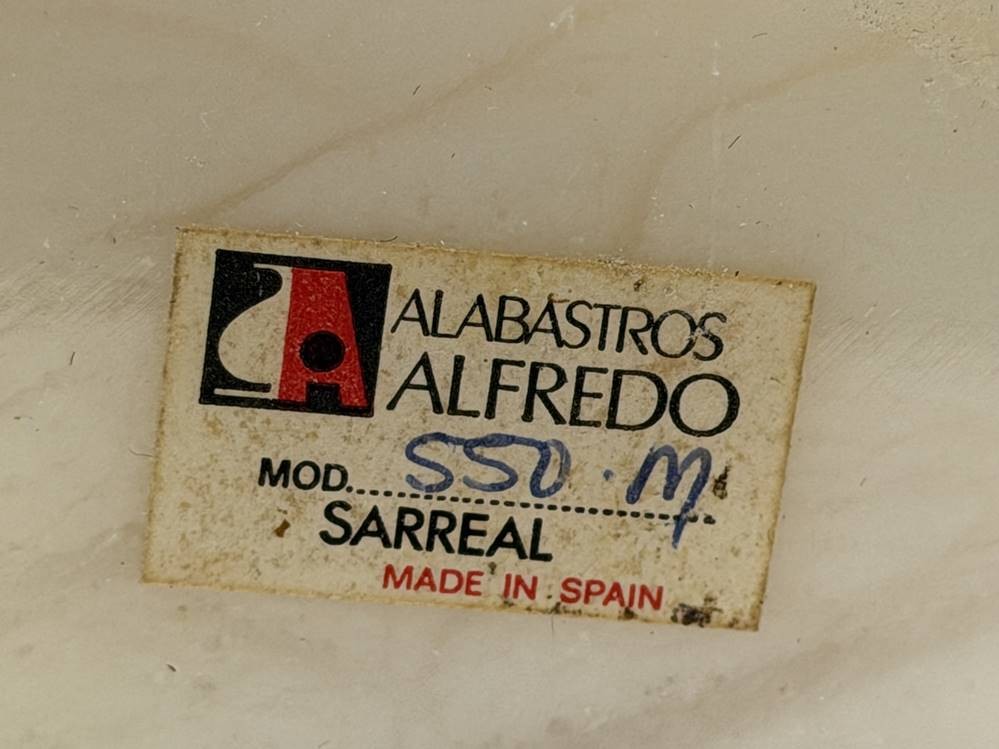 ALABASTROS
ALFREDO
MOD. 550 · M
SARREAL
MADE IN SPAIN